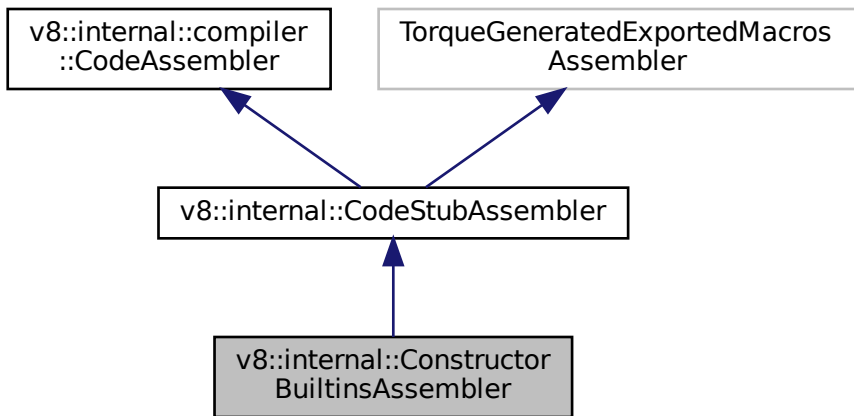 v8::internal::compiler
::CodeAssembler
TorqueGeneratedExportedMacros
Assembler
v8::internal::CodeStubAssembler
v8::internal::Constructor
BuiltinsAssembler